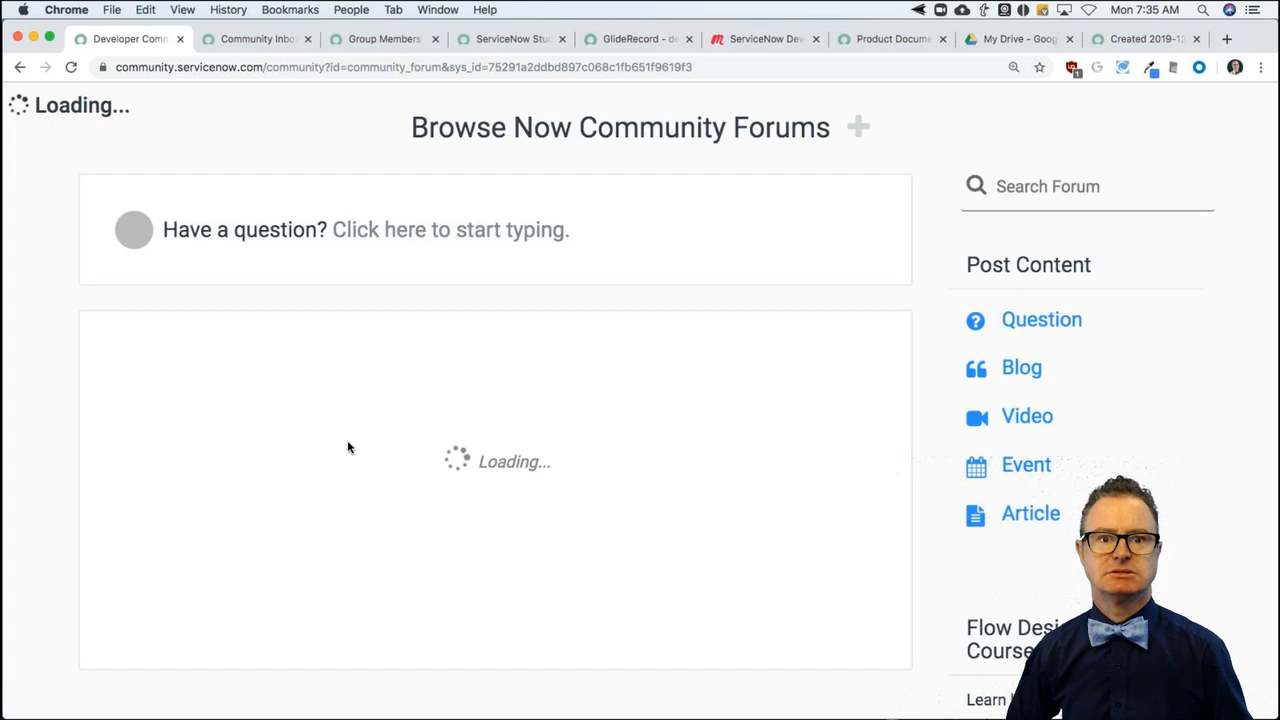 Chrome File Edit View History Bookmarks People Tab Window Help Mon 7:35 AM
Developer Comm Community Inbo Group Members ServiceNow Stu GlideRecord - de ServiceNow Dev Product Docume My Drive - Goog Created 2019-12
community.servicenow.com/community?id=community_forum&sys_id=75291a2ddbd897c068c1fb651f9619f3
1
Loading...
Browse Now Community Forums
Have a question? Click here to start typing.
Loading...
Search Forum
Post Content
Question
Blog
Video
Event
Article
Flow Desi
Course
Learn